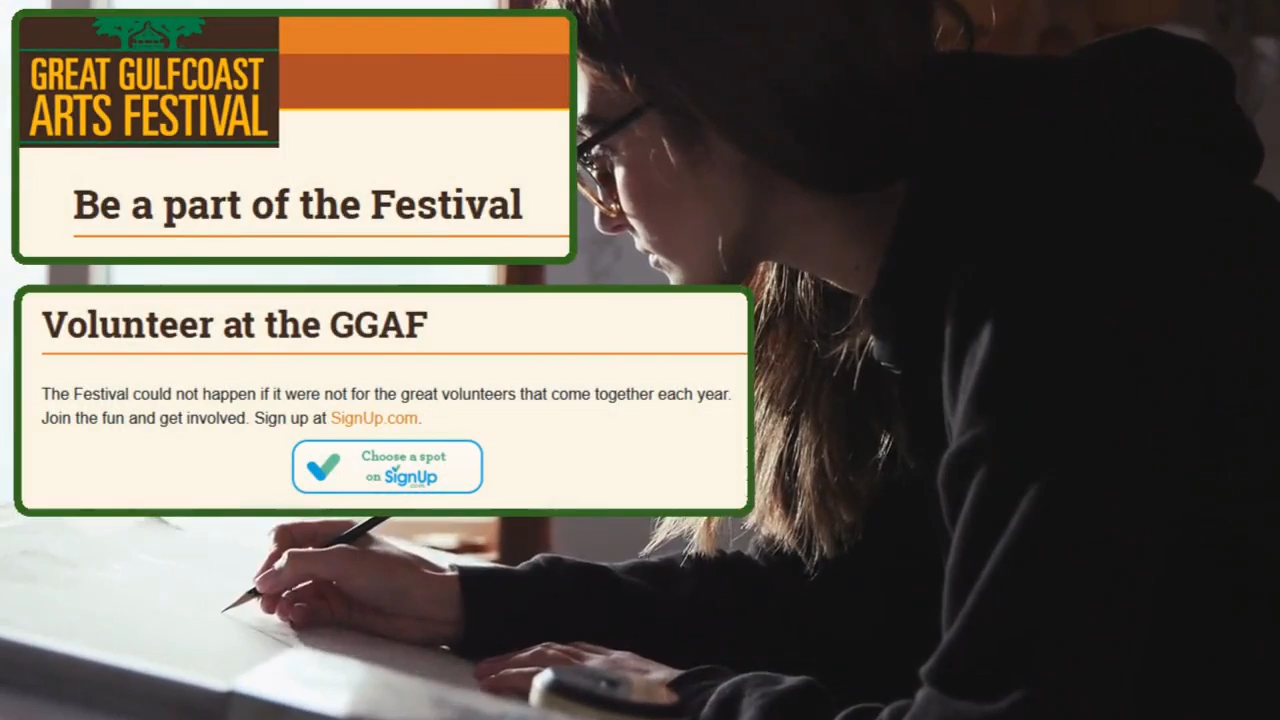 GREAT GULFCOAST
ARTS FESTIVAL
Be a part of the Festival
Volunteer at the GGAF
The Festival could not happen if it were not for the great volunteers that come together each year.
Join the fun and get involved. Sign up at SignUp.com.
Choose a spot
on SignUp
.com